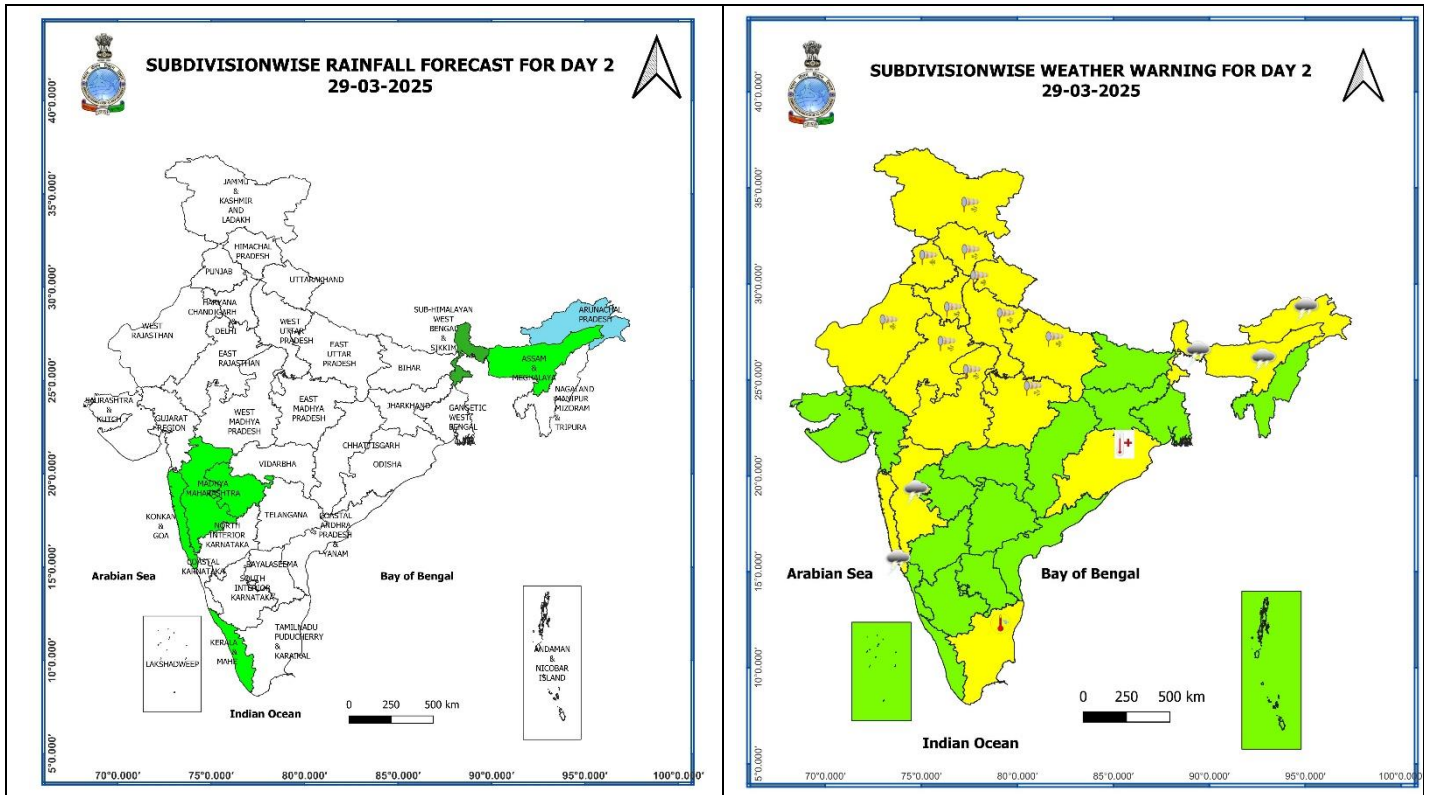 SUBDIVISIONWISE RAINFALL FORECAST FOR DAY 2
29-03-2025
40°0.000'
35°0.000'
30°0.000'
25°0.000'
20°0.000'
15°0.000'
10°0.000'
5°0.000'
JAMMU
&
KASHMIR
AND
LADAKH
HIMACHAL
PRADESH
PUNJAB
UTTARAKHAND
HARYANA
CHANDIGARH &
DELHI
WEST
RAJASTHAN
WEST
UTTAR
PRADESH
EAST
RAJASTHAN
EAST
UTTAR
PRADESH
SUB-HIMALAYAN
WEST
BENGAL
&
SIKKIM
ARUNACHAL
PRADESH
ASSAM
&
MEGHALAYA
BIHAR
NAGALAND
MANIPUR
MIZORAM
&
TRIPURA
SAURASHTRA
&
KUTCH
GUJARAT
REGION
WEST
MADHYA
PRADESH
EAST
MADHYA
PRADESH
JHARKHAND
GANGETIC
WEST
BENGAL
CHHATTISGARH
ODISHA
VIDARBHA
MADHYA
MAHARASHTRA
KONKAN
&
GOA
TELANGANA
NORTH
INTERIOR
KARNATAKA
COASTAL
ANDHRA
PRADESH
&
YANAM
COASTAL
KARNATAKA
RAYALASEEMA
SOUTH
INTERIOR
KARNATAKA
Arabian Sea
Bay of Bengal
TAMILNADU
PUDUCHERRY
&
KARAIKAL
KERALA
&
MAHE
LAKSHADWEEP
ANDAMAN
&
NICOBAR
ISLAND
Indian Ocean
0 250 500 km
70°0.000' 75°0.000' 80°0.000' 85°0.000' 90°0.000' 95°0.000' 100°0.000'
SUBDIVISIONWISE WEATHER WARNING FOR DAY 2
29-03-2025
40°0.000'
35°0.000'
30°0.000'
25°0.000'
20°0.000'
15°0.000'
10°0.000'
5°0.000'
Arabian Sea
Bay of Bengal
Indian Ocean
0 250 500 km
70°0.000' 75°0.000' 80°0.000' 85°0.000' 90°0.000' 95°0.000' 100°0.000'